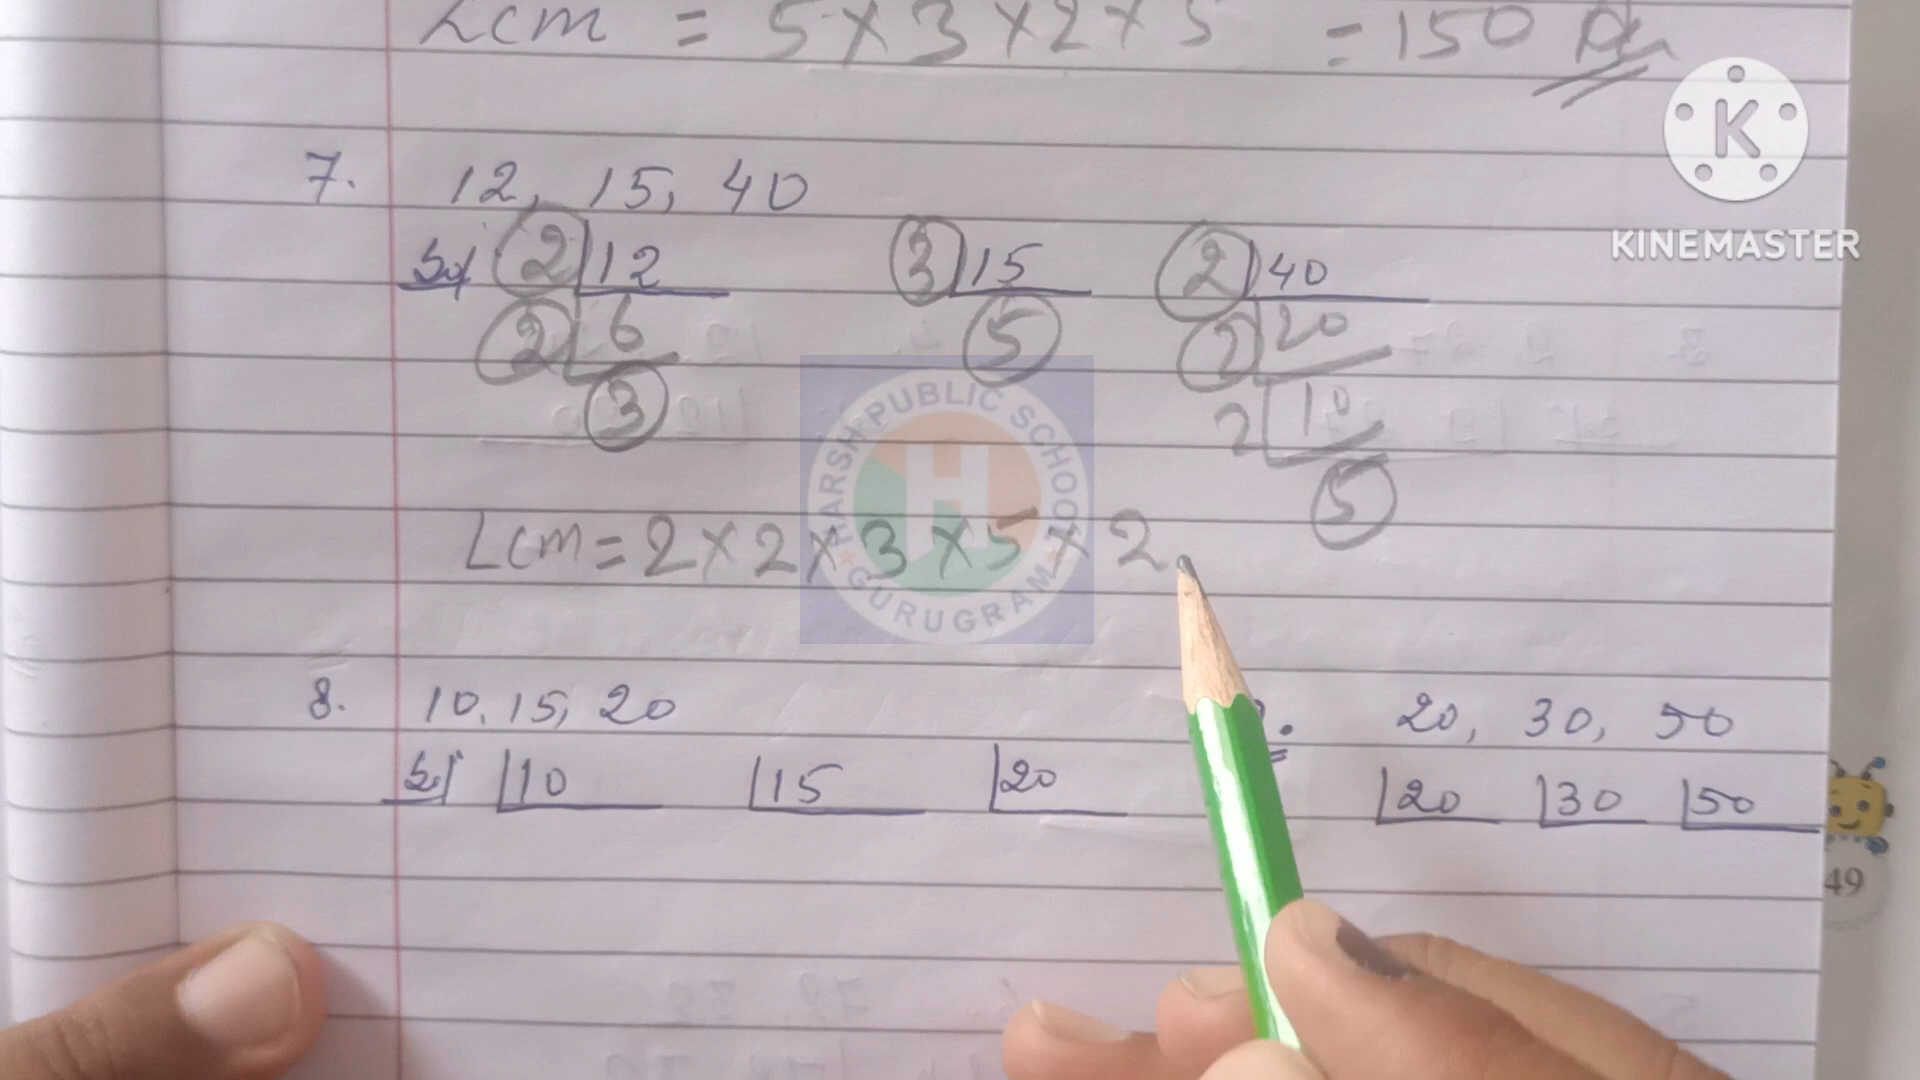 Lcm = 5 × 3 × 2 × 5 = 150
KINEMASTER
7. 12, 15, 40
Sol 2 12 3 15 2 40
2 6 5 2 20
3 2 10
5
HARSH PUBLIC SCHOOL
H
GURUGRAM
Lcm = 2 × 2 × 3 × 5 × 2
8. 10, 15, 20 20, 30, 50
Sol 10 15 20 20 30 50
49